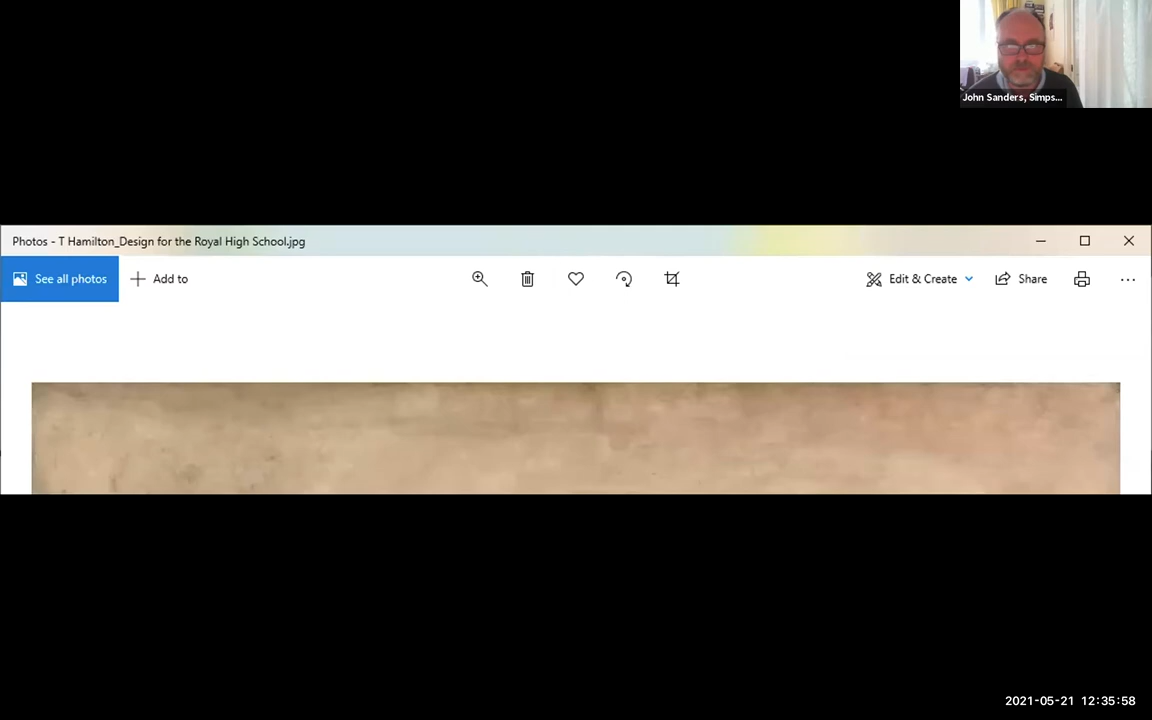 John Sanders, Simps...
Photos - T Hamilton_Design for the Royal High School.jpg
See all photos
Add to
Edit & Create
Share
2021-05-21 12:35:58